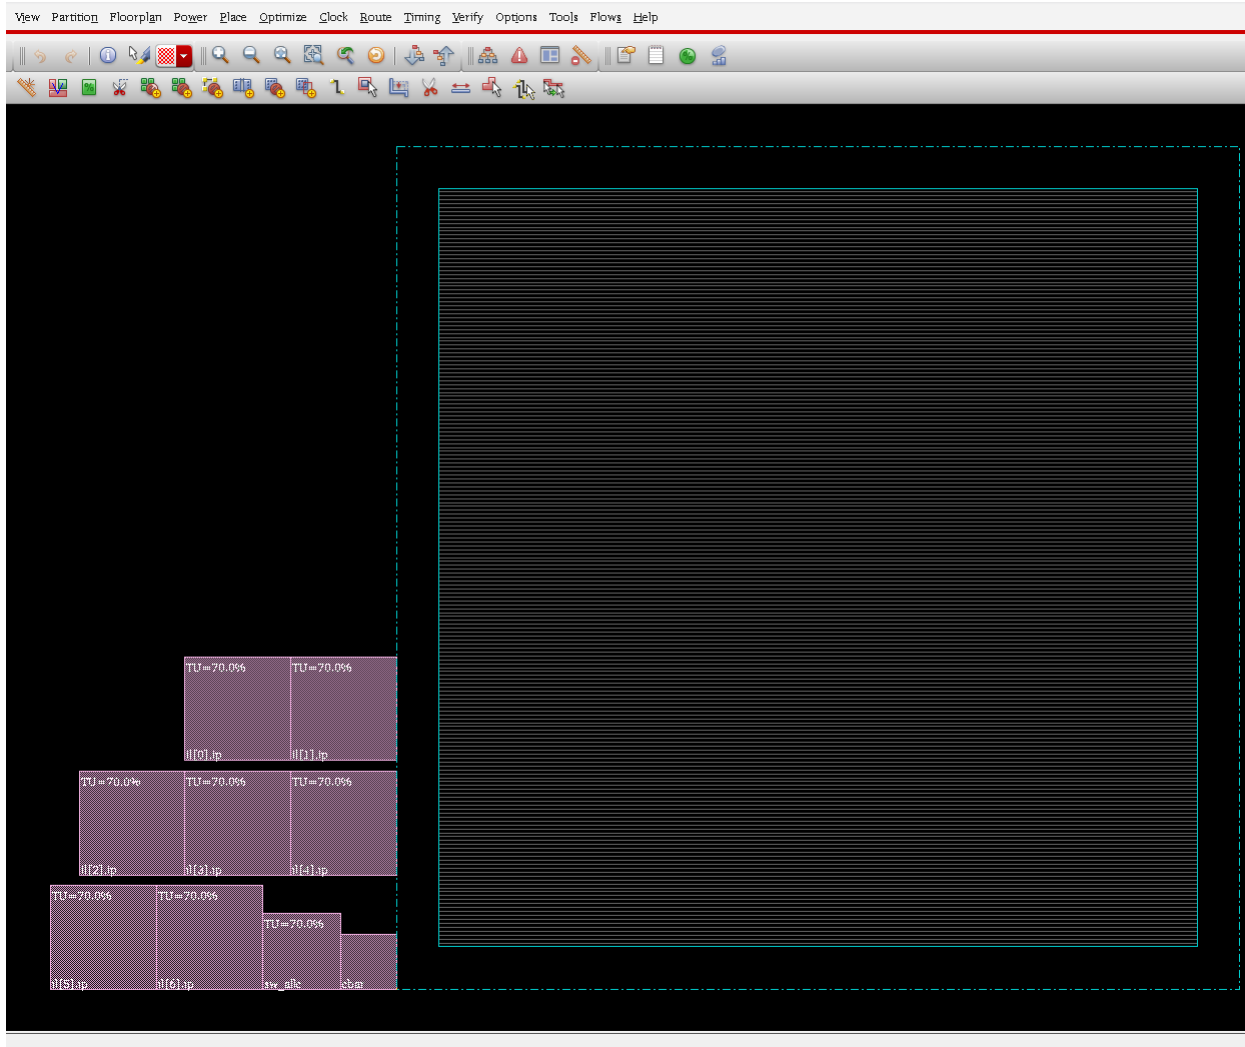 View Partition Floorplan Power Place Optimize Clock Route Timing Verify Options Tools Flows Help
TU=70.0% TU=70.0%
il[0].ip il[1].ip
TU=70.0% TU=70.0% TU=70.0%
il[2].ip il[3].ip il[4].ip
TU=70.0% TU=70.0%
TU=70.0%
il[5].ip il[6].ip sw_allc cbar